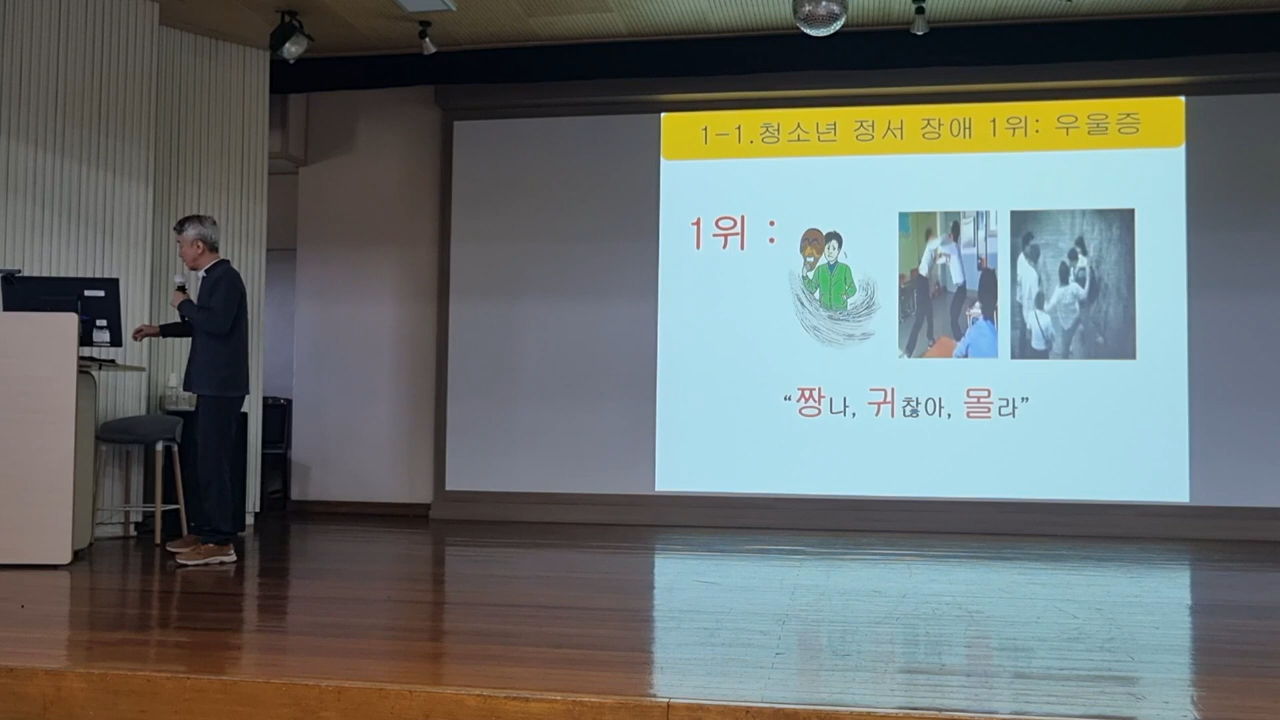 1-1.청소년 정서 장애 1위: 우울증
1위 :
“짱나, 귀찮아, 몰라”